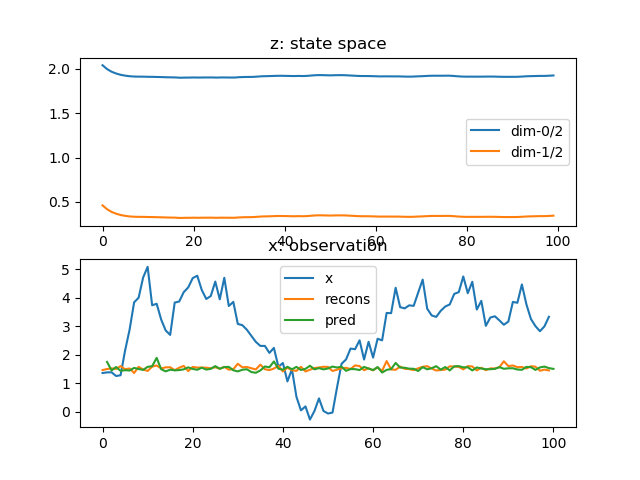 z: state space
2.0
1.5
1.0
0.5
dim-0/2
dim-1/2
0 20 40 60 80 100
x: observation
5
4
3
2
1
0
x
recons
pred
0 20 40 60 80 100